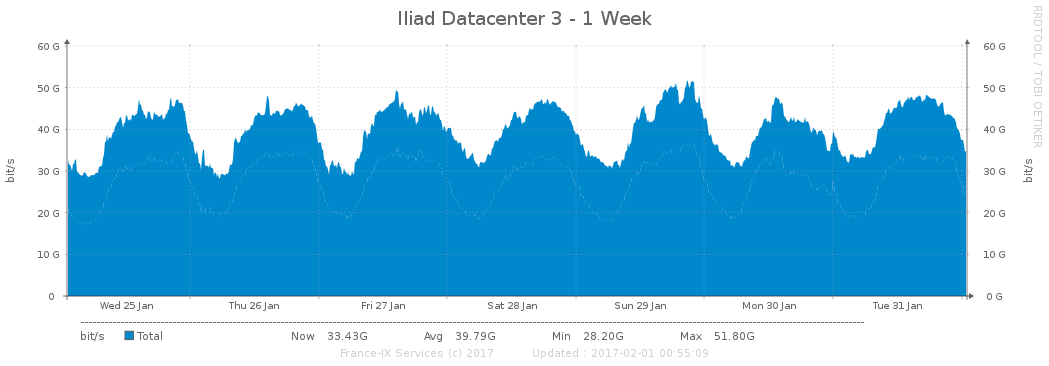 Iliad Datacenter 3 - 1 Week
RRDTOOL / TOBI OETIKER
60 G 60 G
50 G 50 G
40 G 40 G
30 G 30 G
20 G 20 G
10 G 10 G
0 0 G
bit/s bit/s
Wed 25 Jan Thu 26 Jan Fri 27 Jan Sat 28 Jan Sun 29 Jan Mon 30 Jan Tue 31 Jan
bit/s Total Now 33.43G Avg 39.79G Min 28.20G Max 51.80G
France-IX Services (c) 2017 Updated : 2017-02-01 00:55:09